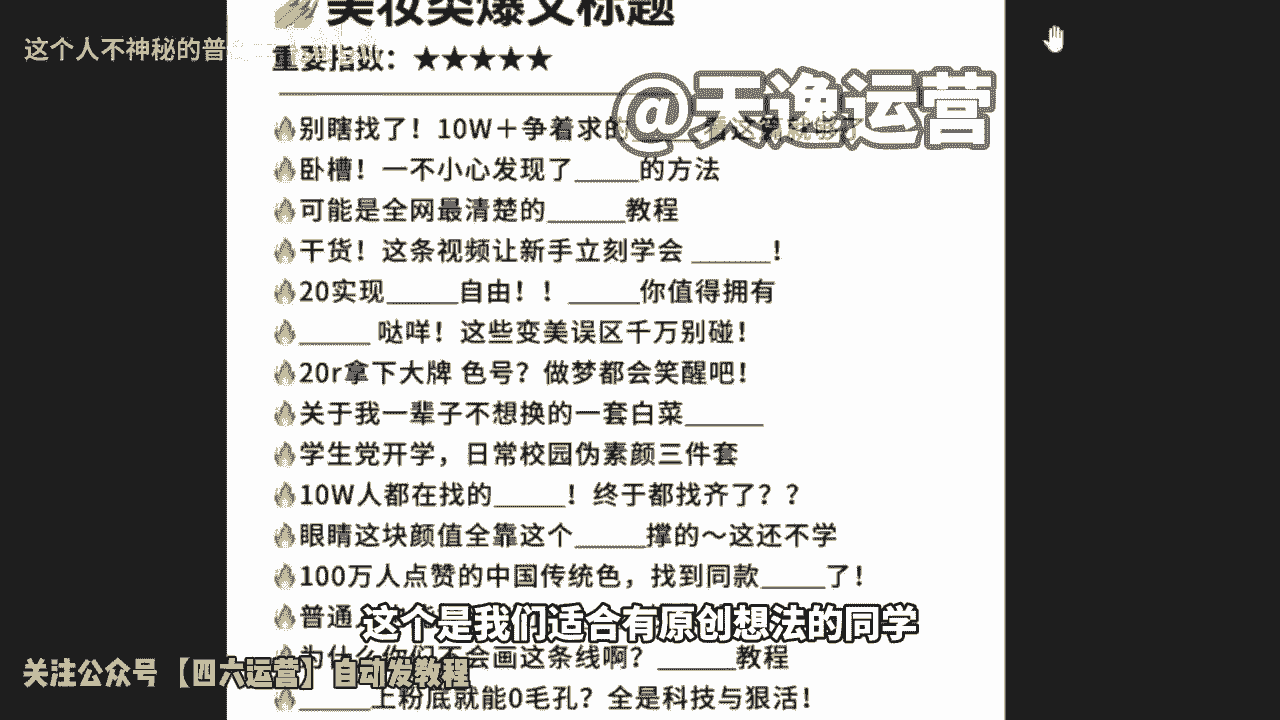 美妆类爆文标题
这个人不神秘的普
重要指数：★★★★★
@天逸运营
🔥别瞎找了！10W＋争着求的_____看这篇就够了
🔥卧槽！一不小心发现了_____的方法
🔥可能是全网最清楚的______教程
🔥干货！这条视频让新手立刻学会 ______！
🔥20实现_____自由！！_____你值得拥有
🔥_____ 哒咩！这些变美误区千万别碰！
🔥20r拿下大牌 色号？做梦都会笑醒吧！
🔥关于我一辈子不想换的一套白菜______
🔥学生党开学，日常校园伪素颜三件套
🔥10W人都在找的_____！终于都找齐了？？
🔥眼睛这块颜值全靠这个_____撑的～这还不学
🔥100万人点赞的中国传统色，找到同款_____了！
🔥普通
这个是我们适合有原创想法的同学
🔥为什么你们不会画这条线啊？______教程
关注公众号【四六运营】自动发教程
🔥_____上粉底就能0毛孔？全是科技与狠活！